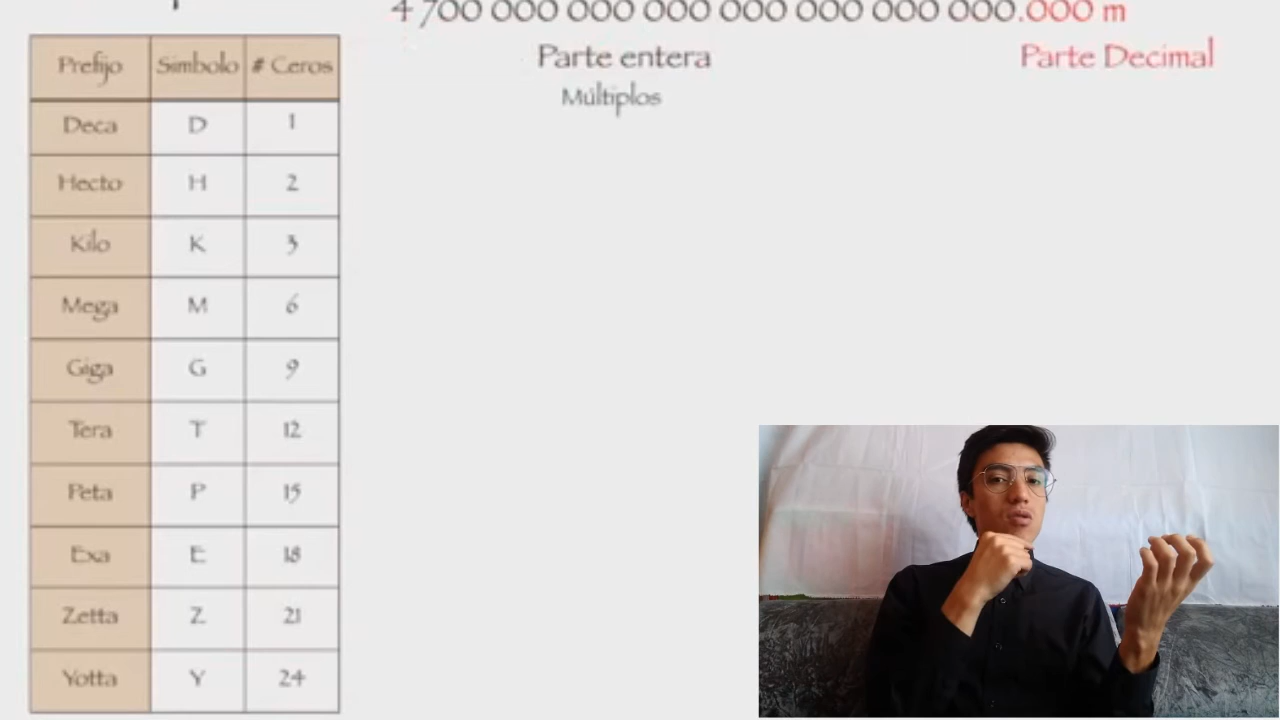 4 700 000 000 000 000 000 000 000 000.000 m
Parte entera
Parte Decimal
Múltiplos
Prefijo Simbolo # Ceros
Deca D 1
Hecto H 2
Kilo K 3
Mega M 6
Giga G 9
Tera T 12
Peta P 15
Exa E 18
Zetta Z 21
Yotta Y 24